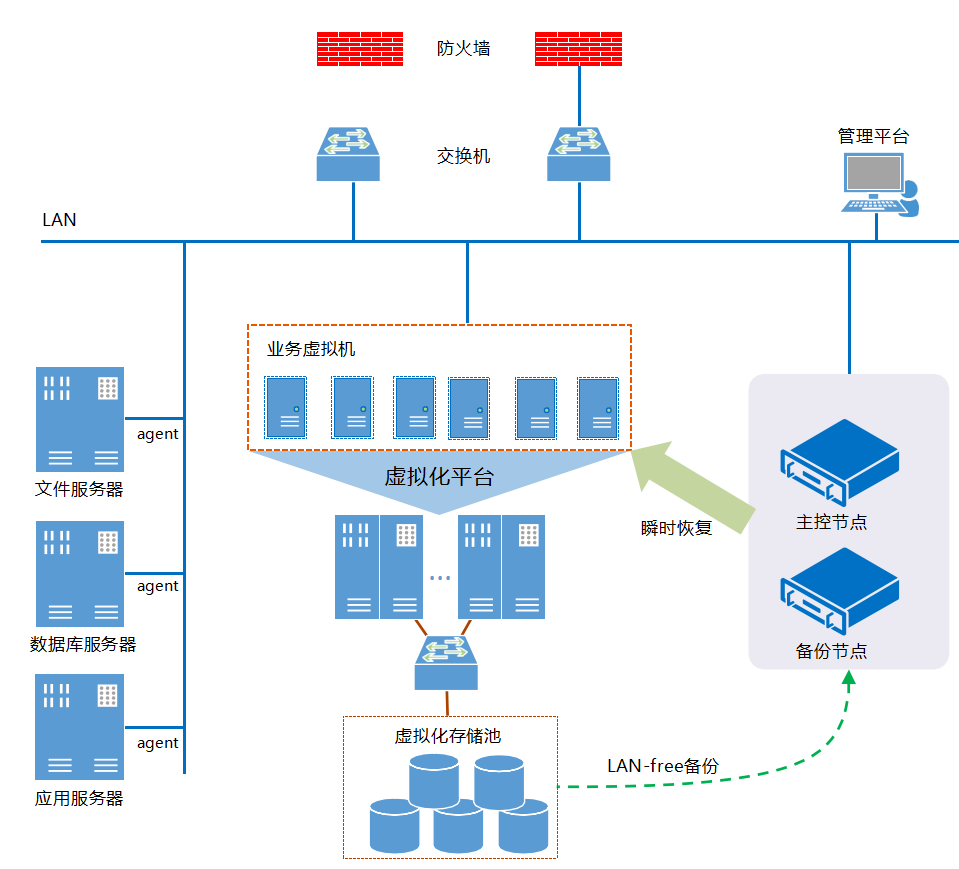 防火墙
交换机
管理平台
LAN
业务虚拟机
agent
文件服务器
虚拟化平台
瞬时恢复
主控节点
...
agent
数据库服务器
备份节点
虚拟化存储池
agent
LAN-free备份
应用服务器